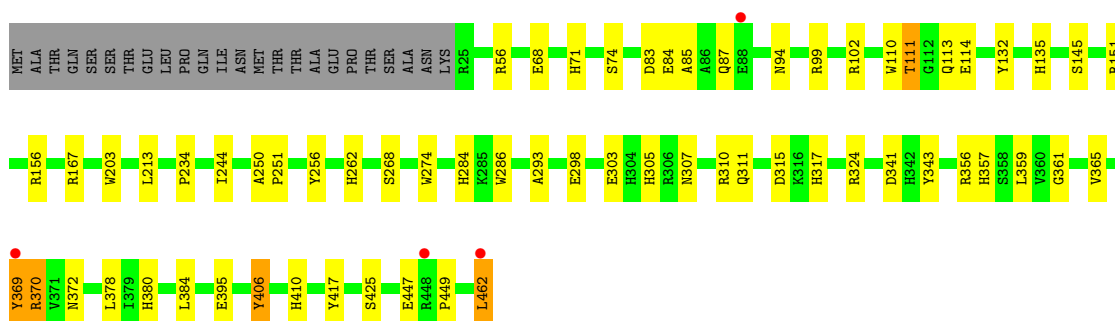 MET ALA THR GLN SER SER THR GLU LEU PRO GLN ILE ASN MET THR THR ALA GLU PRO THR SER ALA ASN LYS R25 R56 E68 H71 S74 D83 E84 A85 A86 Q87 E88 N94 R99 R102 W110 T111 G112 Q113 E114 Y132 H135 S145 R151
R156 R167 W203 L213 P234 I244 A250 P251 Y256 H262 S268 W274 H284 K285 W286 A293 E298 E303 H304 H305 R306 N307 R310 Q311 D315 K316 H317 R324 D341 H342 Y343 R356 H357 S358 L359 V360 G361 V365
Y369 R370 V371 N372 L378 I379 H380 L384 E395 Y406 H410 Y417 S425 E447 R448 P449 L462